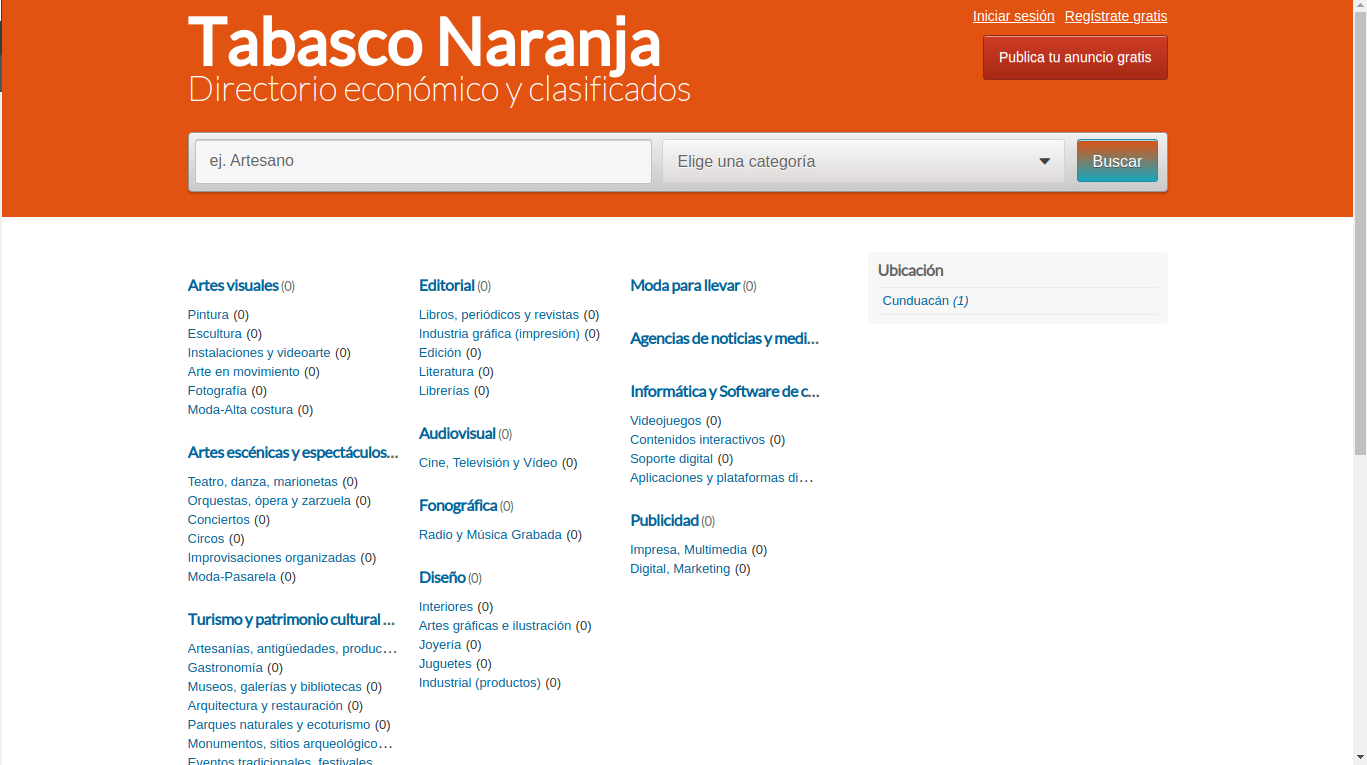 Tabasco Naranja
Directorio económico y clasificados
Iniciar sesión Regístrate gratis
Publica tu anuncio gratis
ej. Artesano
Elige una categoría
Buscar
Artes visuales (0)
Pintura (0)
Escultura (0)
Instalaciones y videoarte (0)
Arte en movimiento (0)
Fotografía (0)
Moda-Alta costura (0)
Artes escénicas y espectáculos...
Teatro, danza, marionetas (0)
Orquestas, ópera y zarzuela (0)
Conciertos (0)
Circos (0)
Improvisaciones organizadas (0)
Moda-Pasarela (0)
Turismo y patrimonio cultural ...
Artesanías, antigüedades, produc...
Gastronomía (0)
Museos, galerías y bibliotecas (0)
Arquitectura y restauración (0)
Parques naturales y ecoturismo (0)
Monumentos, sitios arqueológico...
Eventos tradicionales, festivales
Editorial (0)
Libros, periódicos y revistas (0)
Industria gráfica (impresión) (0)
Edición (0)
Literatura (0)
Librerías (0)
Audiovisual (0)
Cine, Televisión y Vídeo (0)
Fonográfica (0)
Radio y Música Grabada (0)
Diseño (0)
Interiores (0)
Artes gráficas e ilustración (0)
Joyería (0)
Juguetes (0)
Industrial (productos) (0)
Moda para llevar (0)
Agencias de noticias y medi...
Informática y Software de c...
Videojuegos (0)
Contenidos interactivos (0)
Soporte digital (0)
Aplicaciones y plataformas di...
Publicidad (0)
Impresa, Multimedia (0)
Digital, Marketing (0)
Ubicación
Cunduacán (1)